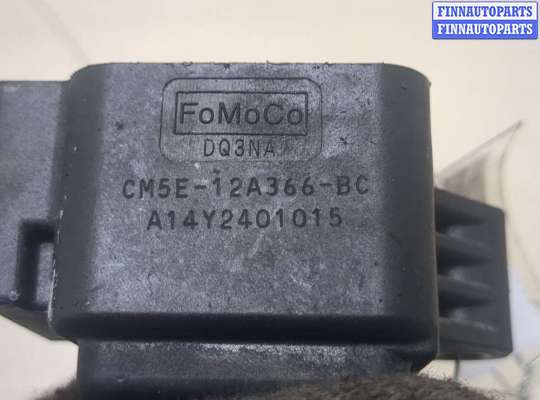 FINNAUTOPARTS
FINNAUTOPARTS
FoMoCo
DQ3NA
CM5E-12A366-BC
A14Y2401015